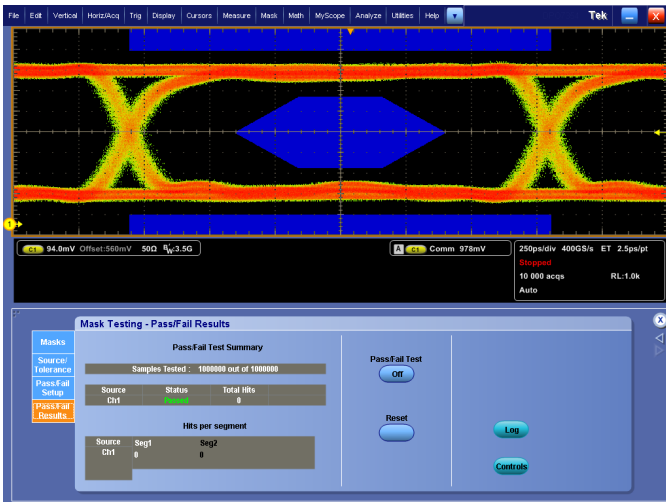 File Edit Vertical Horiz/Acq Trig Display Cursors Measure Mask Math MyScope Analyze Utilities Help Tek X
1
C1 94.0mV Offset:560mV 50Ω BW:3.5G
A C1 Comm 978mV
250ps/div 400GS/s ET 2.5ps/pt
Stopped
10 000 acqs RL:1.0k
Auto
Mask Testing - Pass/Fail Results
X
Masks
Source/
Tolerance
Pass/Fail
Setup
Pass/Fail
Results
Pass/Fail Test Summary
Samples Tested : 1000000 out of 1000000
Source Status Total Hits
Ch1 Passed 0
Hits per segment
Source Seg1 Seg2
Ch1 0 0
Pass/Fail Test
Off
Reset
Log
Controls